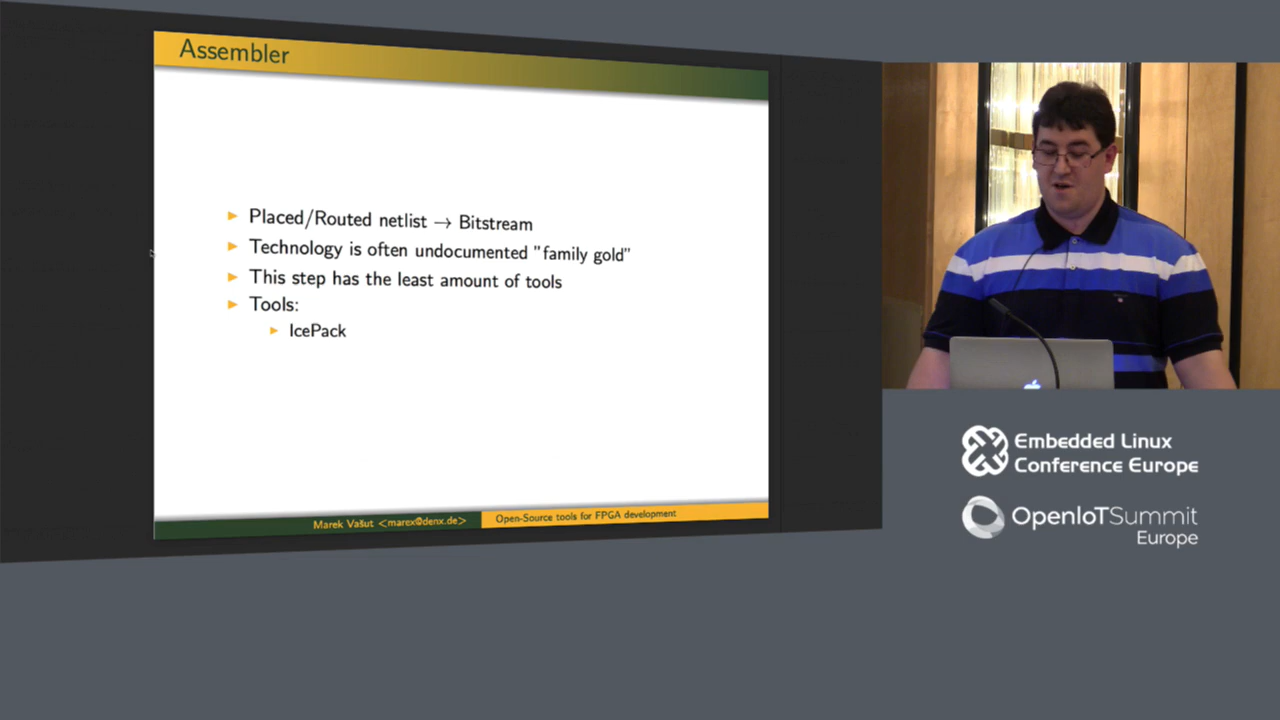 Assembler
Placed/Routed netlist → Bitstream
Technology is often undocumented "family gold"
This step has the least amount of tools
Tools:
IcePack
Marek Vašut <marex@denx.de>
Open-Source tools for FPGA development
Embedded Linux
Conference Europe
OpenIoTSummit
Europe